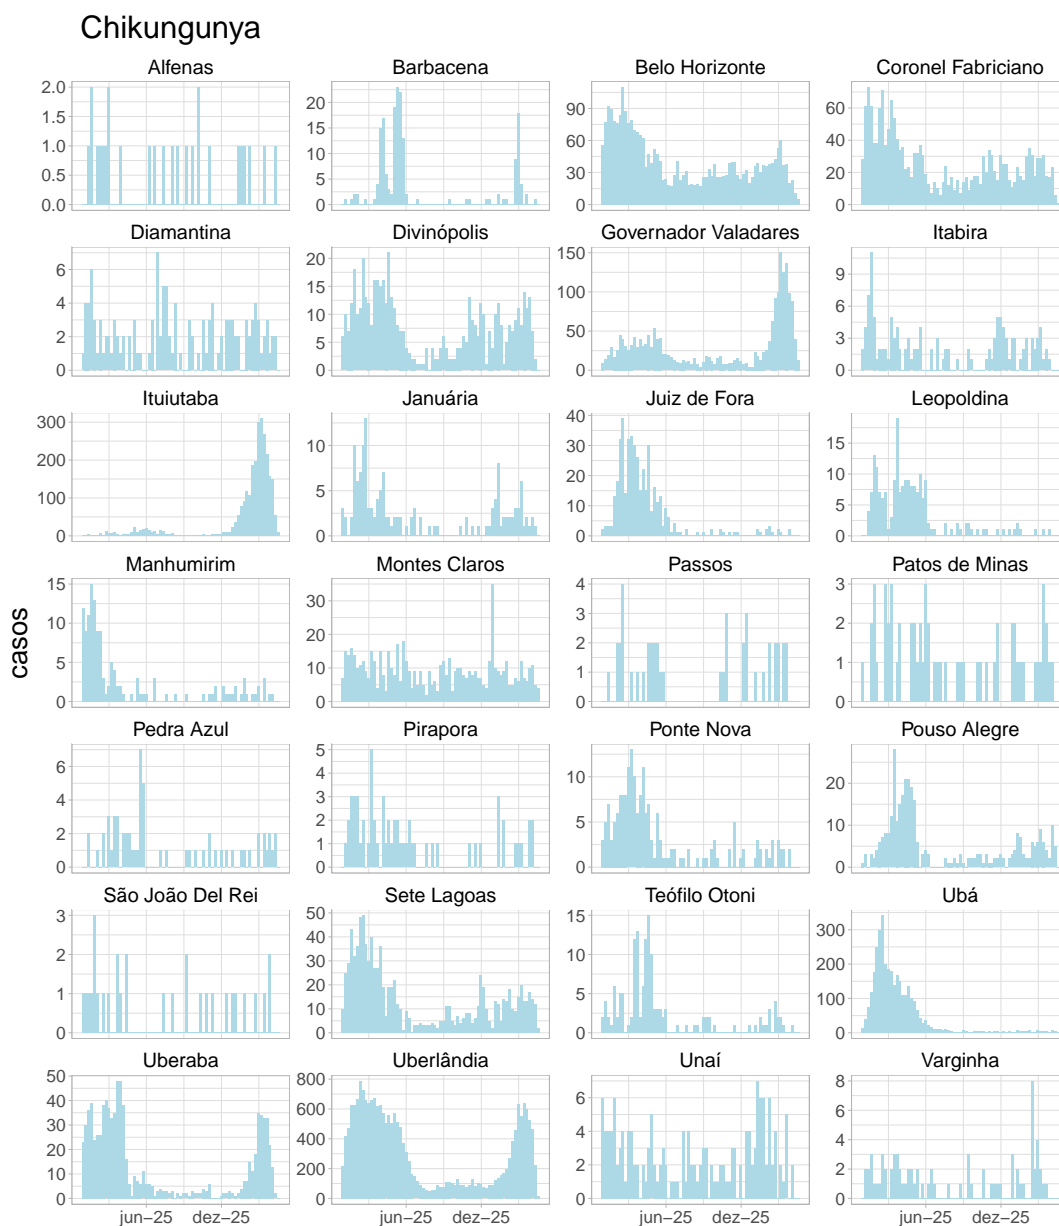 Chikungunya
Alfenas Barbacena Belo Horizonte Coronel Fabriciano
2.0 1.5 1.0 0.5 0.0
20 15 10 5 0
90 60 30 0
60 40 20 0
Diamantina Divinópolis Governador Valadares Itabira
6 4 2 0
20 15 10 5 0
150 100 50 0
9 6 3 0
Ituiutaba Januária Juiz de Fora Leopoldina
300 200 100 0
10 5 0
40 30 20 10 0
15 10 5 0
Manhumirim Montes Claros Passos Patos de Minas
15 10 5 0
30 20 10 0
4 3 2 1 0
3 2 1 0
casos
Pedra Azul Pirapora Ponte Nova Pouso Alegre
6 4 2 0
5 4 3 2 1 0
10 5 0
20 10 0
São João Del Rei Sete Lagoas Teófilo Otoni Ubá
3 2 1 0
50 40 30 20 10 0
15 10 5 0
300 200 100 0
Uberaba Uberlândia Unaí Varginha
50 40 30 20 10 0
800 600 400 200 0
6 4 2 0
8 6 4 2 0
jun−25 dez−25 jun−25 dez−25 jun−25 dez−25 jun−25 dez−25